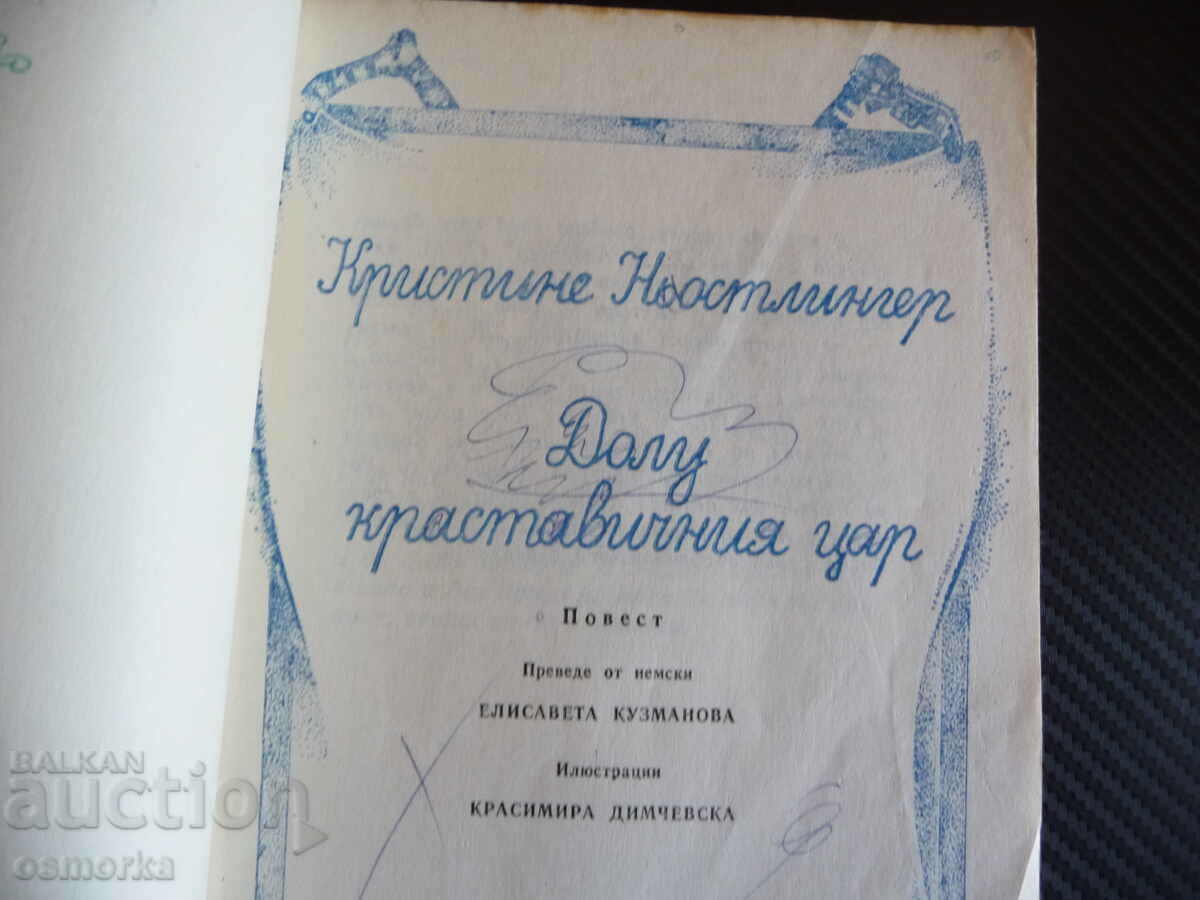 Кристине Ньостлингер
Долу
краставичния цар
Повест
Преведе от немски
ЕЛИСАВЕТА КУЗМАНОВА
Илюстрации
КРАСИМИРА ДИМЧЕВСКА
BALKAN
auction
osmorka